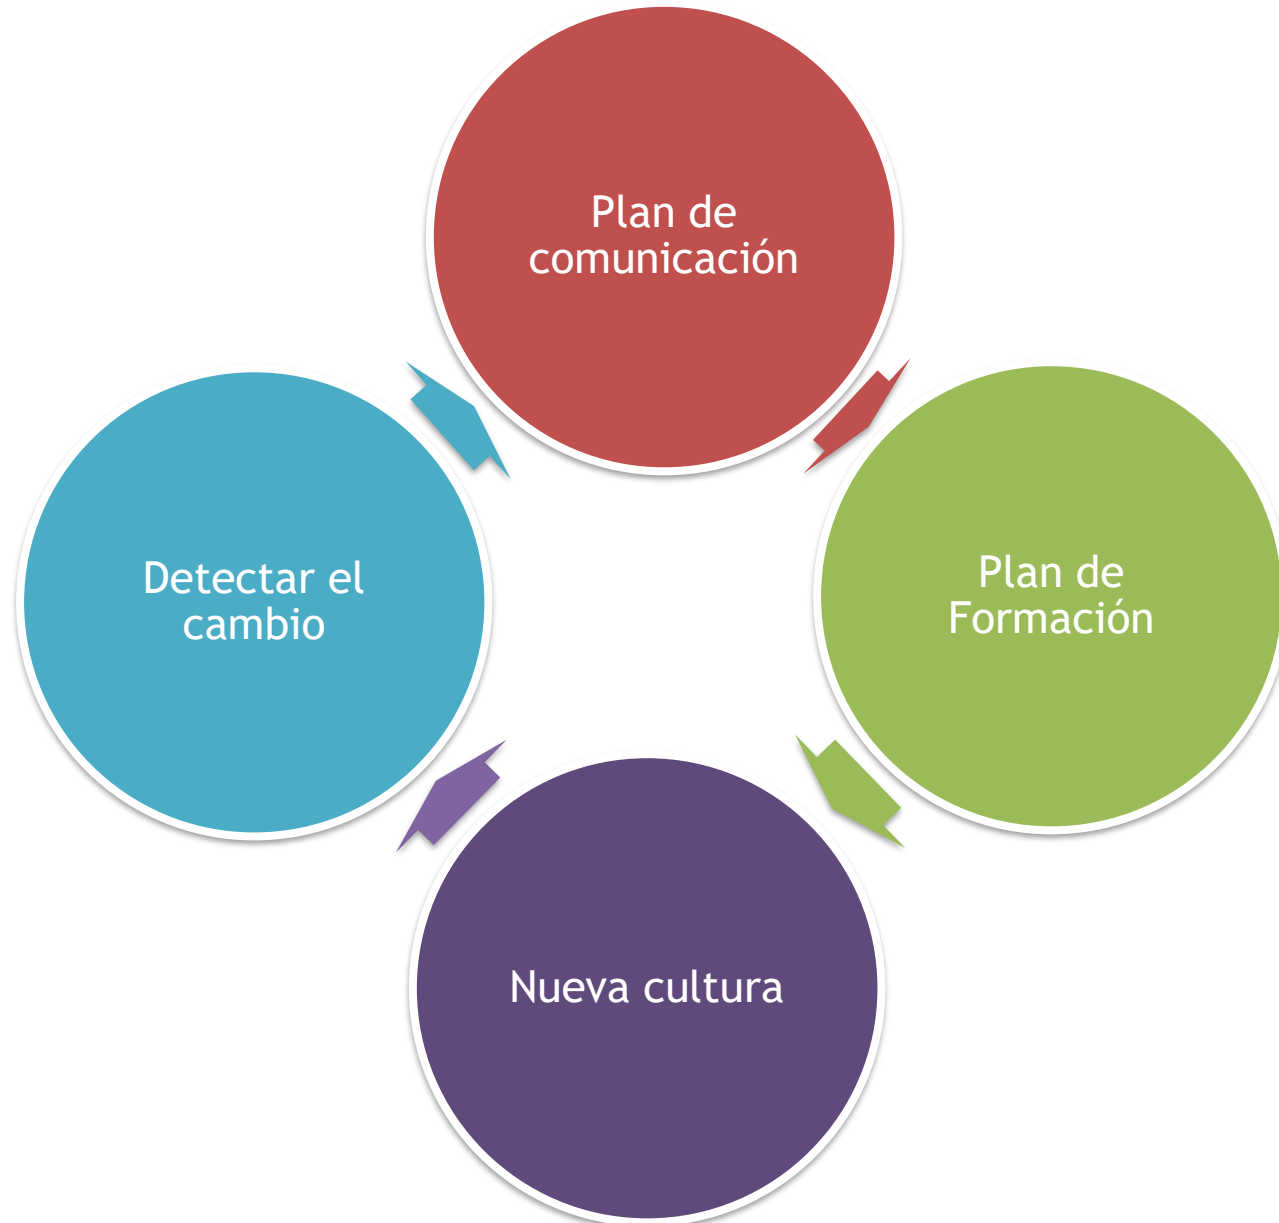 Plan de
comunicación
Detectar el
cambio
Plan de
Formación
Nueva cultura